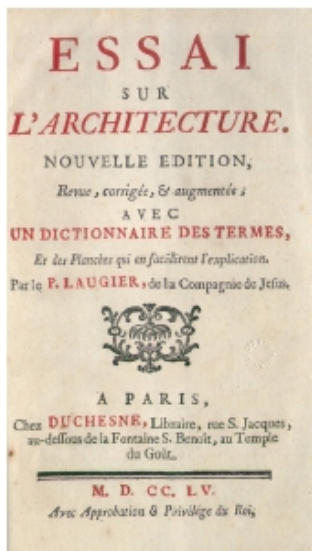 ESSAI
SUR
L'ARCHITECTURE.
NOUVELLE EDITION,
Revue, corrigée, & augmentée;
AVEC
UN DICTIONNAIRE DES TERMES,
Et des Planches qui en facilitent l'explication.
Par le P. LAUGIER, de la Compagnie de Jesus.
A PARIS,
Chez DUCHESNE, Libraire, rue S. Jacques,
au-dessous de la Fontaine S. Benoît, au Temple
du Goût.
M. D. CC. LV.
Avec Approbation & Privilége du Roi,